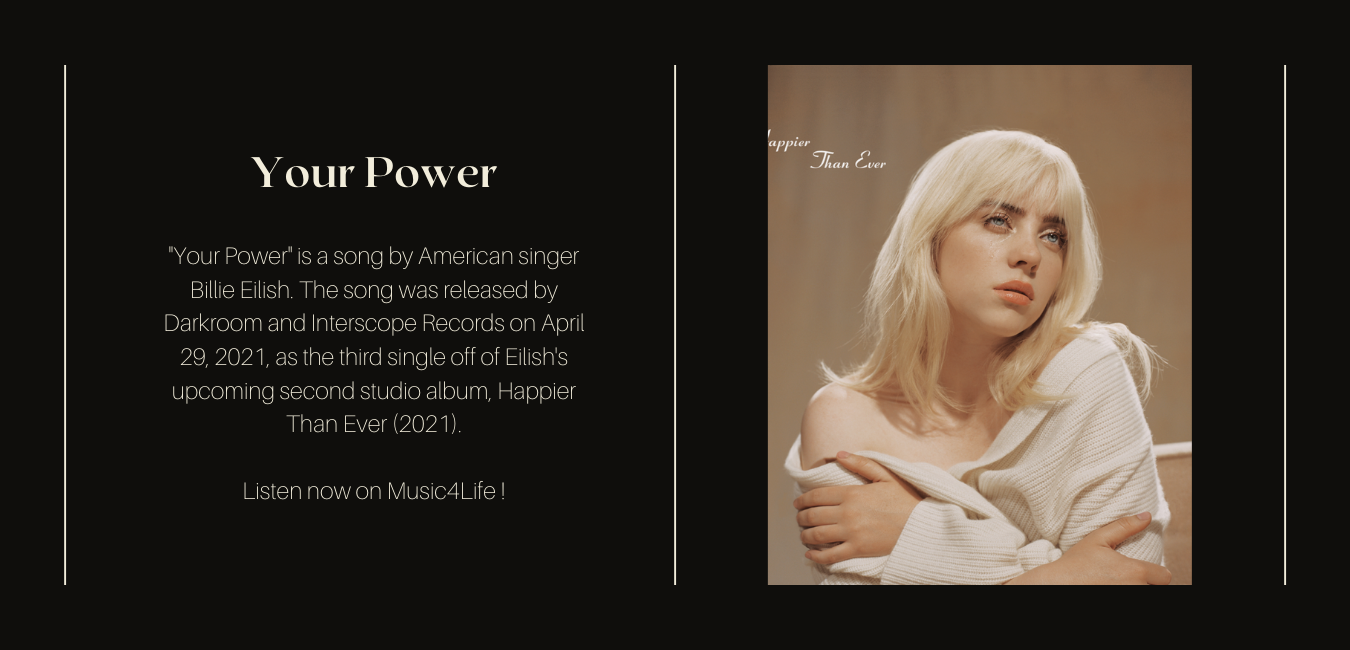 Your Power
"Your Power" is a song by American singer
Billie Eilish. The song was released by
Darkroom and Interscope Records on April
29, 2021, as the third single off of Eilish's
upcoming second studio album, Happier
Than Ever (2021).
Listen now on Music4Life !
appier
Than Ever